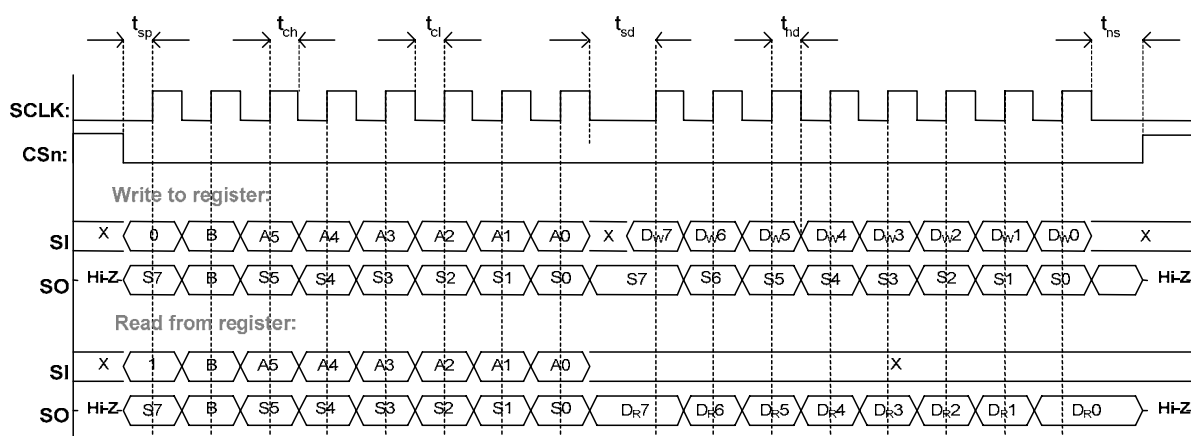 tsp tch tcl tsd thd tns
SCLK:
CSn:
Write to register:
SI X 0 B A5 A4 A3 A2 A1 A0 X DW7 DW6 DW5 DW4 DW3 DW2 DW1 DW0 X
SO Hi-Z S7 B S5 S4 S3 S2 S1 S0 S7 S6 S5 S4 S3 S2 S1 S0 Hi-Z
Read from register:
SI X 1 B A5 A4 A3 A2 A1 A0 X
SO Hi-Z S7 B S5 S4 S3 S2 S1 S0 DR7 DR6 DR5 DR4 DR3 DR2 DR1 DR0 Hi-Z